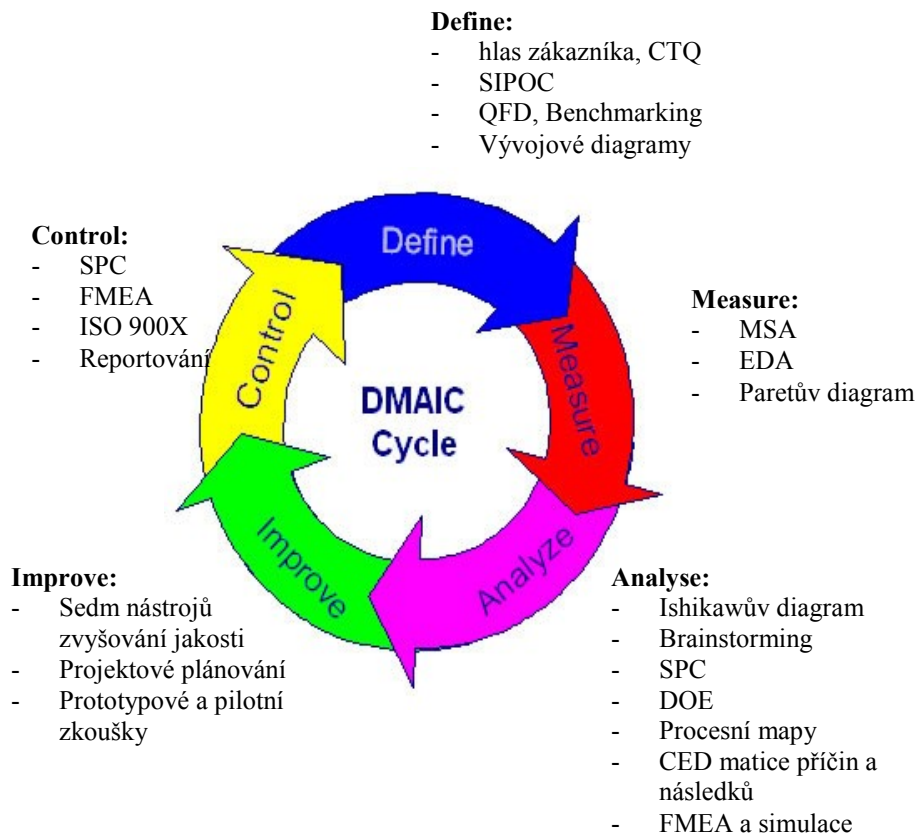 Define:
- hlas zákazníka, CTQ
- SIPOC
- QFD, Benchmarking
- Vývojové diagramy
Define
Control:
- SPC
- FMEA
- ISO 900X
- Reportování
Control
Measure:
- MSA
- EDA
- Paretův diagram
Measure
DMAIC
Cycle
Improve
Analyze
Improve:
- Sedm nástrojů
zvyšování jakosti
- Projektové plánování
- Prototypové a pilotní
zkoušky
Analyse:
- Ishikawův diagram
- Brainstorming
- SPC
- DOE
- Procesní mapy
- CED matice příčin a
následků
- FMEA a simulace